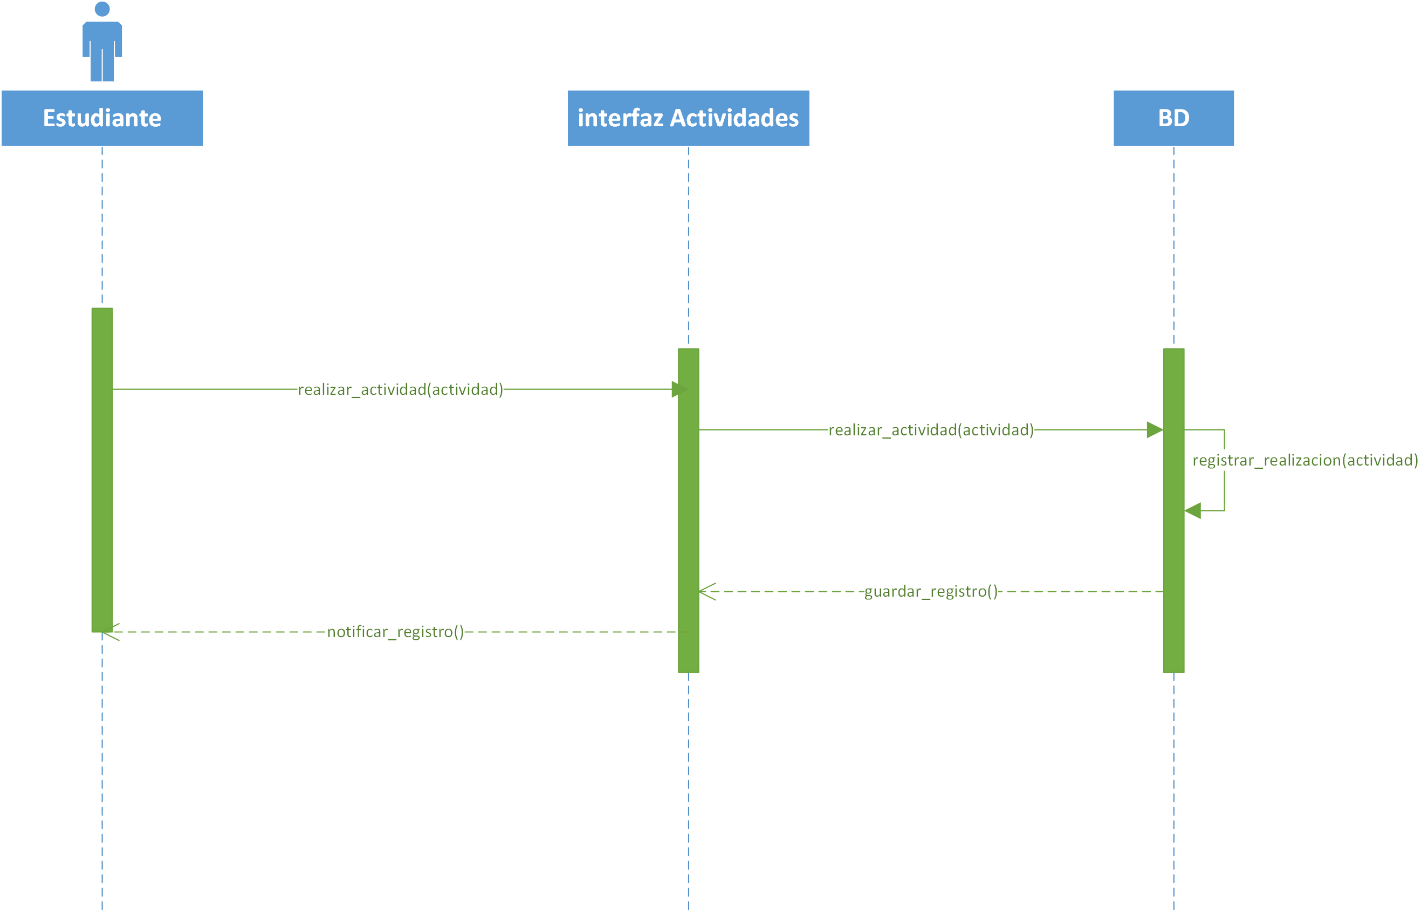 Estudiante
interfaz Actividades
BD
realizar_actividad(actividad)
realizar_actividad(actividad)
registrar_realizacion(actividad)
guardar_registro()
notificar_registro()